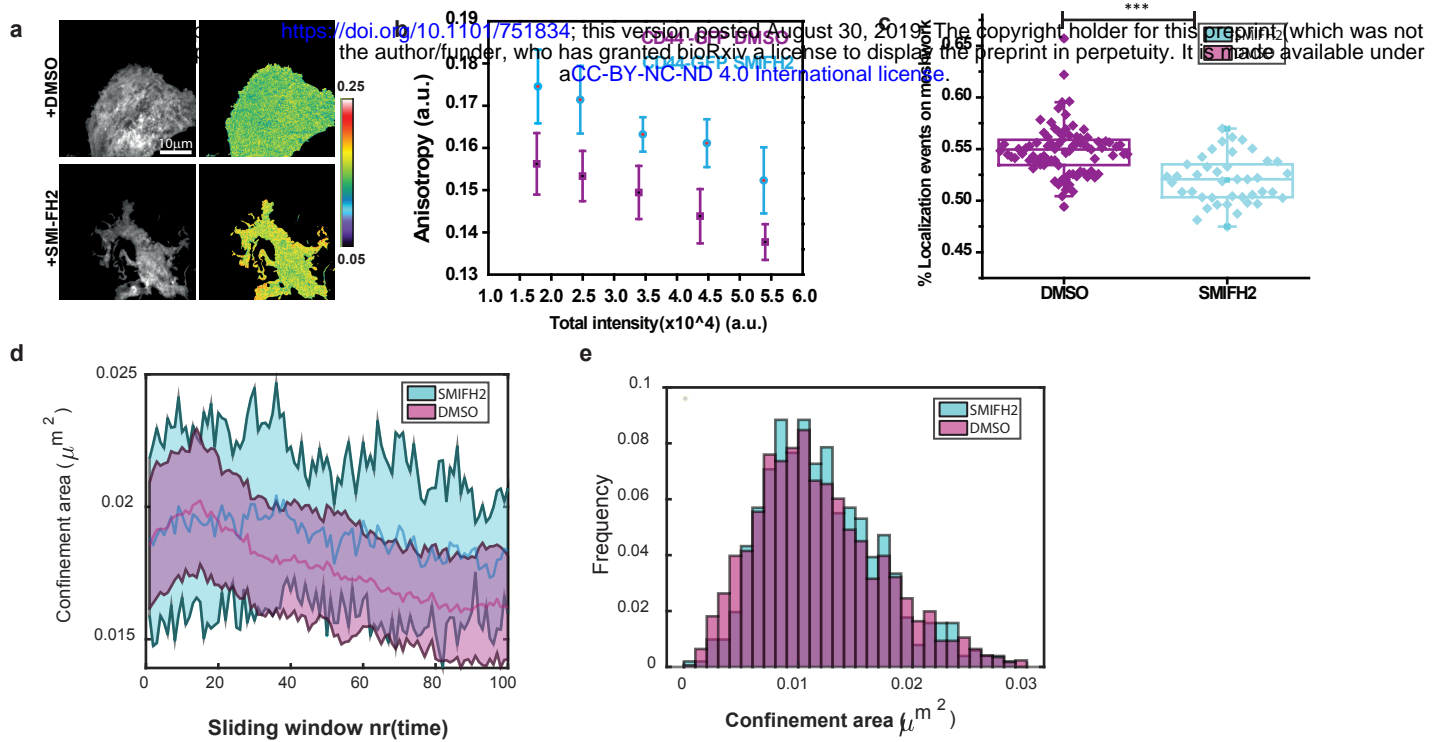 a
+DMSO
10μm
+SMI-FH2
0.25
0.05
https://doi.org/10.1101/751834; this version posted August 30, 2019. The copyright holder for this preprint (which was not
the author/funder, who has granted bioRxiv a license to display the preprint in perpetuity. It is made available under
aCC-BY-NC-ND 4.0 International license.
b
CD44-GFP DMSO
CD44-GFP SMIFH2
Anisotropy (a.u.)
0.19
0.18
0.17
0.16
0.15
0.14
0.13
1.0 1.5 2.0 2.5 3.0 3.5 4.0 4.5 5.0 5.5 6.0
Total intensity(x10^4) (a.u.)
c
***
SMIFH2
% Localization events on meshwork
0.65
0.60
0.55
0.50
0.45
DMSO SMIFH2
d
SMIFH2
DMSO
Confinement area (μm 2)
0.025
0.02
0.015
0 20 40 60 80 100
Sliding window nr(time)
e
SMIFH2
DMSO
Frequency
0.1
0.08
0.06
0.04
0.02
0
0 0.01 0.02 0.03
Confinement area (μm 2)